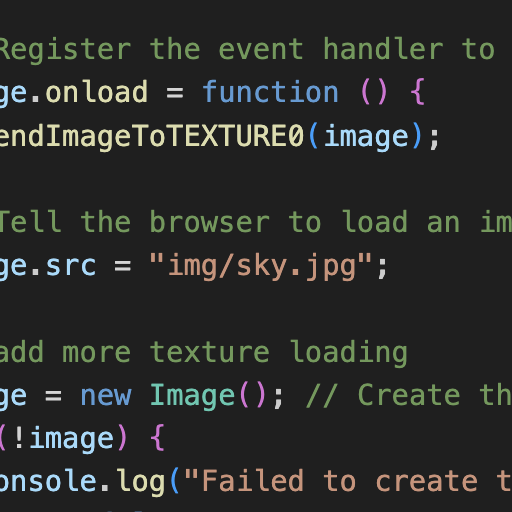 Register the event handler to
ge.onload = function () {
endImageToTEXTURE0(image);
Tell the browser to load an im
ge.src = "img/sky.jpg";
add more texture loading
ge = new Image(); // Create th
(!image) {
onsole.log("Failed to create t